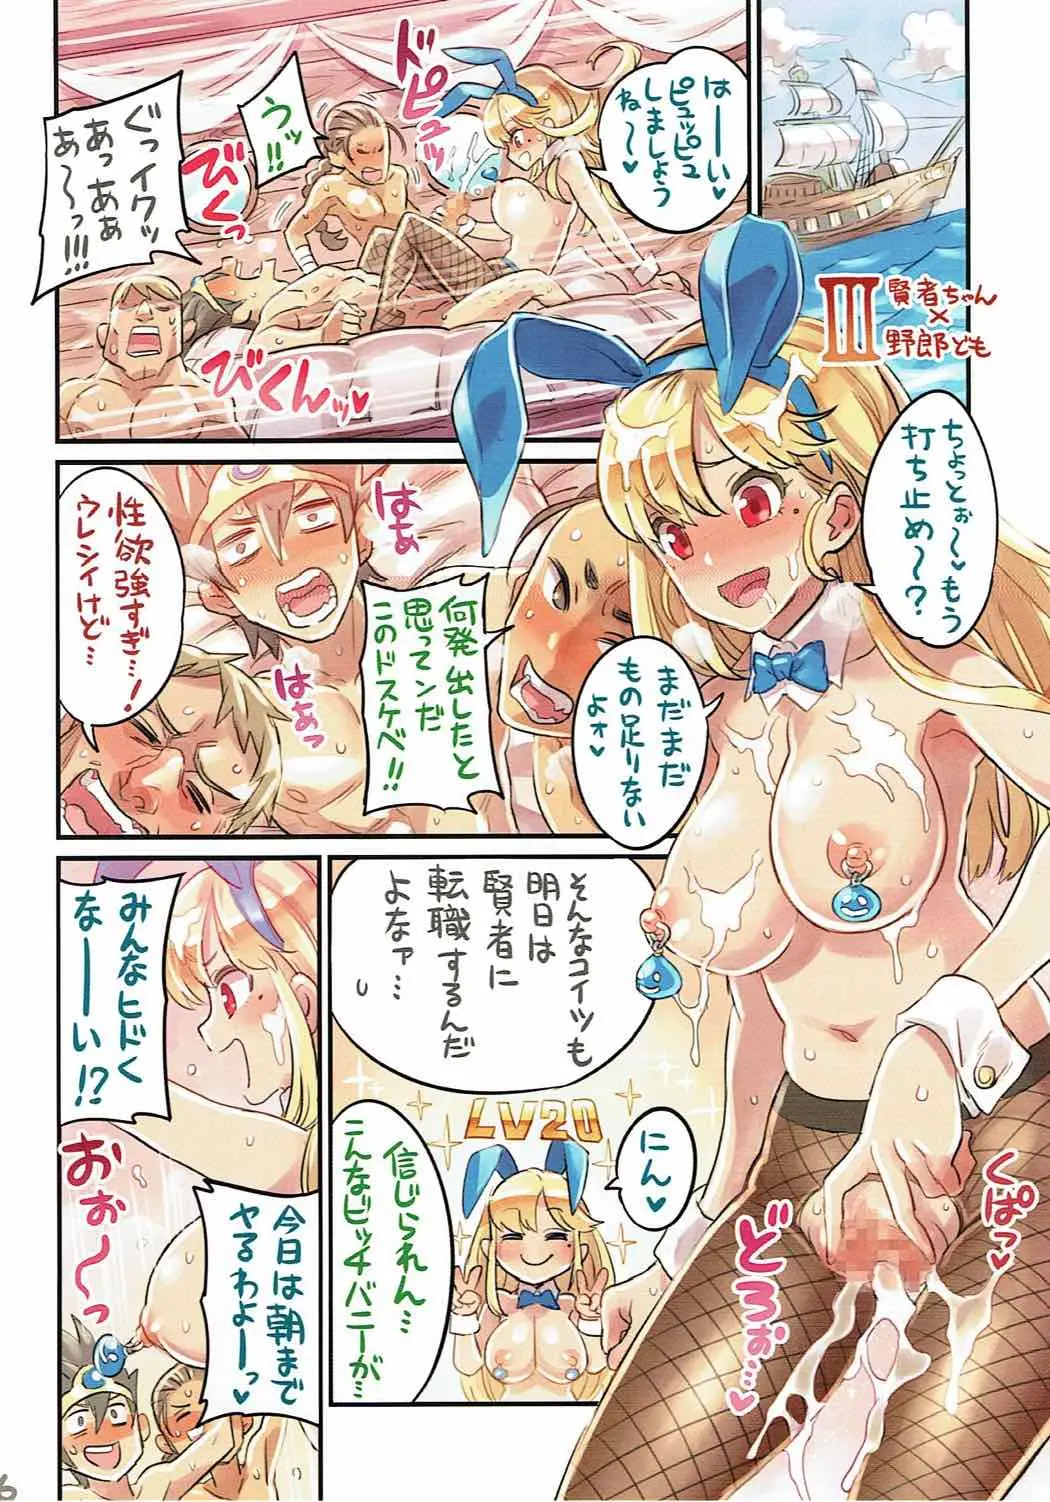 III
賢者ちゃん
×
野郎ども
はーーい♥
ピュッピュ
しましょう
ね～～♥
ドピュッ
うッ!!
びくっ
ぐっイクッ
あっあぁ
あ～～っ!!!
びくんッ♥
ちょっとぉ～♥もう
打ち止め～？
まだまだ
もの足りない
よォ♥
はぁ
何発出したと
思ってンだ
このドスケベ!!
はぁっ
性欲強すぎ…！
ウレシイけど…
そんなコイツも
明日は
賢者に
転職するんだ
よなァ…
LV20
にん♥
信じられん…
こんなビッチバニーが…
くぱっ♥
どろぉ…♥
みんなヒドく
なーーい!?
今日は朝まで
ヤるわよーっ♥
おぉ～っ
6